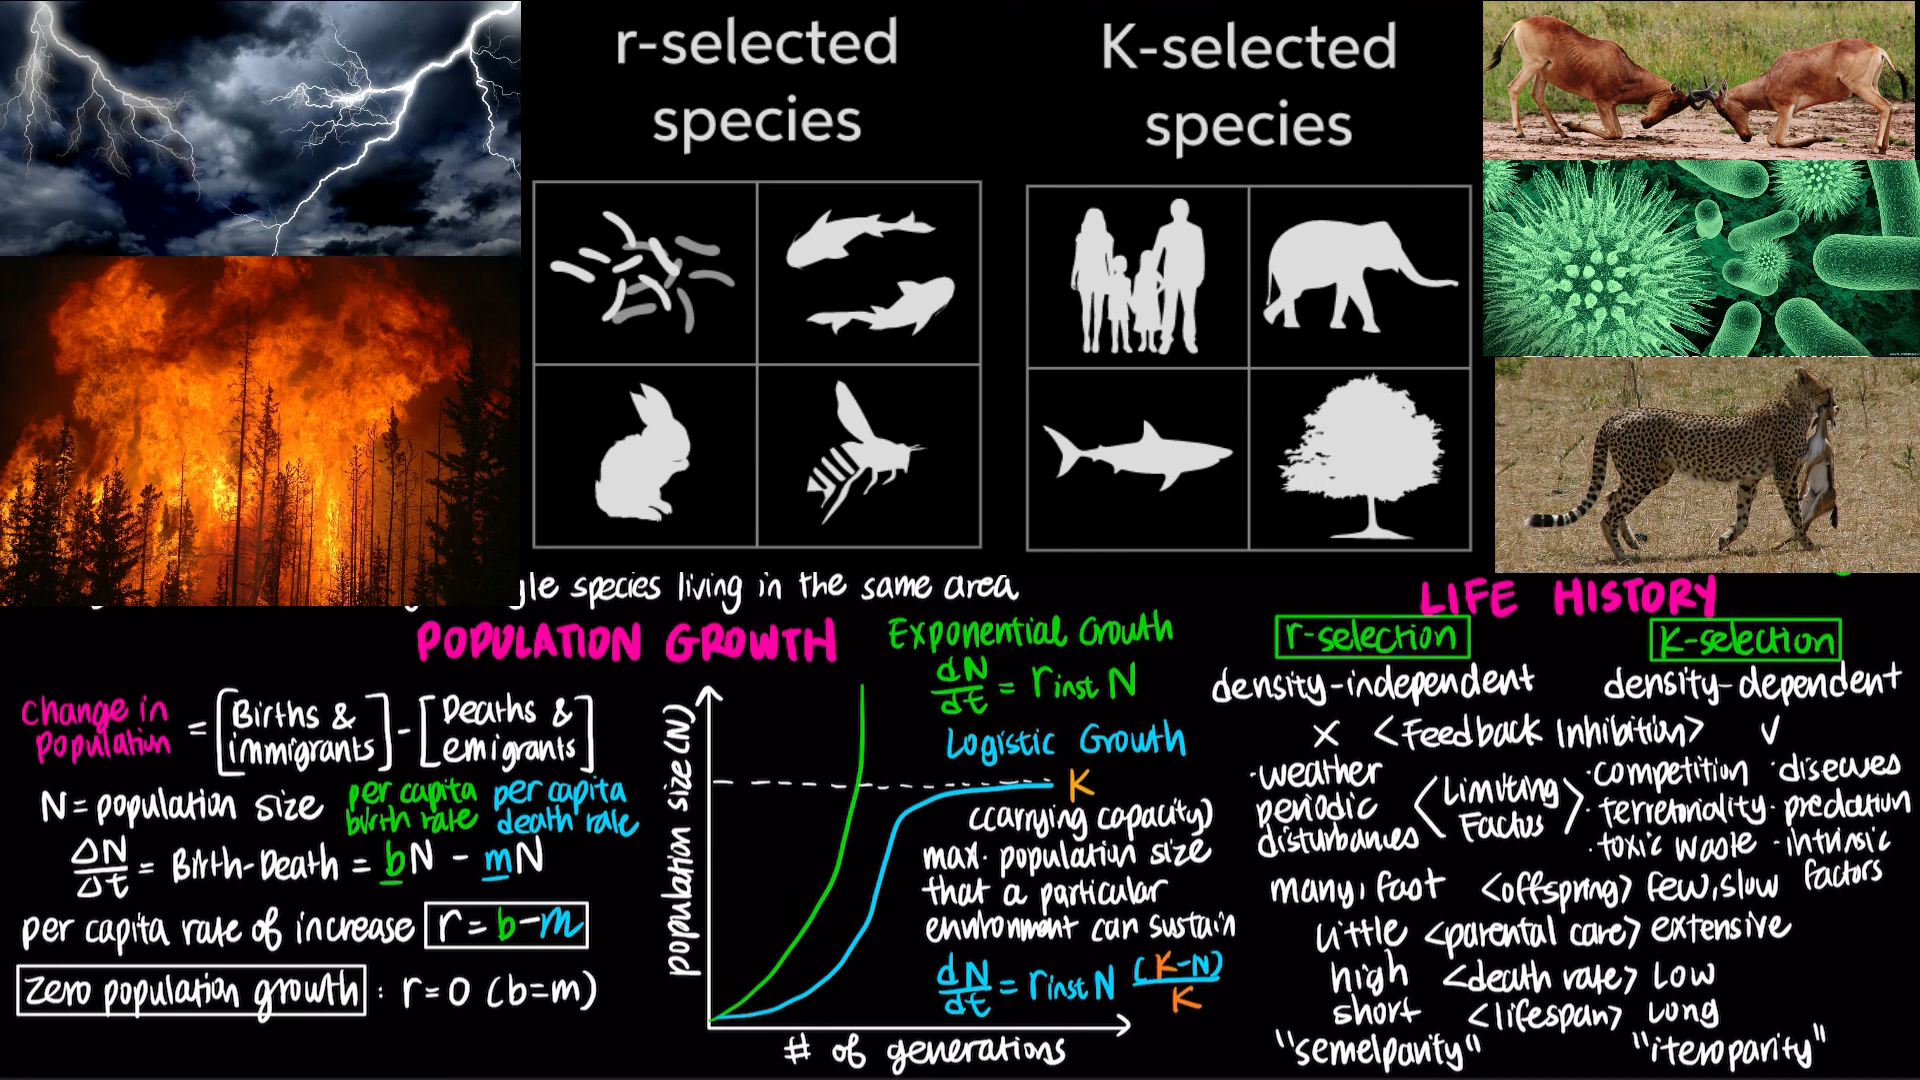 r-selected
species
K-selected
species
gle species living in the same area
LIFE HISTORY
POPULATION GROWTH
Exponential Growth
dN/dt = rinst N
Logistic Growth
K
(carrying capacity)
max. population size
that a particular
environment can sustain
dN/dt = rinst N (K-N)/K
population size (N)
# of generations
Change in
Population
= [Births &
immigrants] - [Deaths &
emigrants]
N = population size
per capita
birth rate
per capita
death rate
ΔN/Δt = Birth-Death = bN - mN
per capita rate of increase r = b-m
zero population growth : r=0 (b=m)
r-selection K-selection
density-independent density-dependent
X <Feedback Inhibition> ✓
·weather
periodic
disturbances
<Limiting
Factors>
·competition ·diseases
·territoriality ·predation
·toxic waste ·intrinsic
factors
many, fast <offspring> few, slow
little <parental care> extensive
high <death rate> low
short <lifespan> long
"semelparity" "iteroparity"